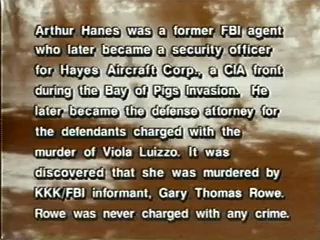 Arthur Hanes was a former FBI agent
who later became a security officer
for Hayes Aircraft Corp., a CIA front
during the Bay of Pigs Invasion. He
later became the defense attorney for
the defendants charged with the
murder of Viola Luizzo. It was
discovered that she was murdered by
KKK/FBI informant, Gary Thomas Rowe.
Rowe was never charged with any crime.